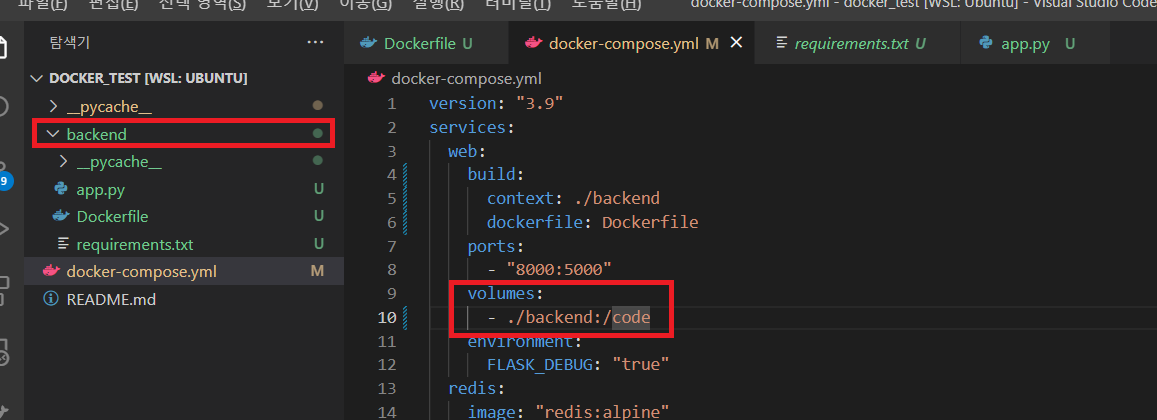 파일(F) 편집(E) 선택 영역(S) 보기(V) 이동(G) 실행(R) 터미널(T) 도움말(H) docker-compose.yml - docker_test [WSL: Ubuntu] - Visual Studio Code
탐색기 ...
DOCKER_TEST [WSL: UBUNTU]
__pycache__
backend
__pycache__
app.py U
Dockerfile U
requirements.txt U
docker-compose.yml M
README.md
9
Dockerfile U docker-compose.yml M requirements.txt U app.py U
docker-compose.yml
1 version: "3.9"
2 services:
3 web:
4 build:
5 context: ./backend
6 dockerfile: Dockerfile
7 ports:
8 - "8000:5000"
9 volumes:
10 - ./backend:/code
11 environment:
12 FLASK_DEBUG: "true"
13 redis:
14 image: "redis:alpine"